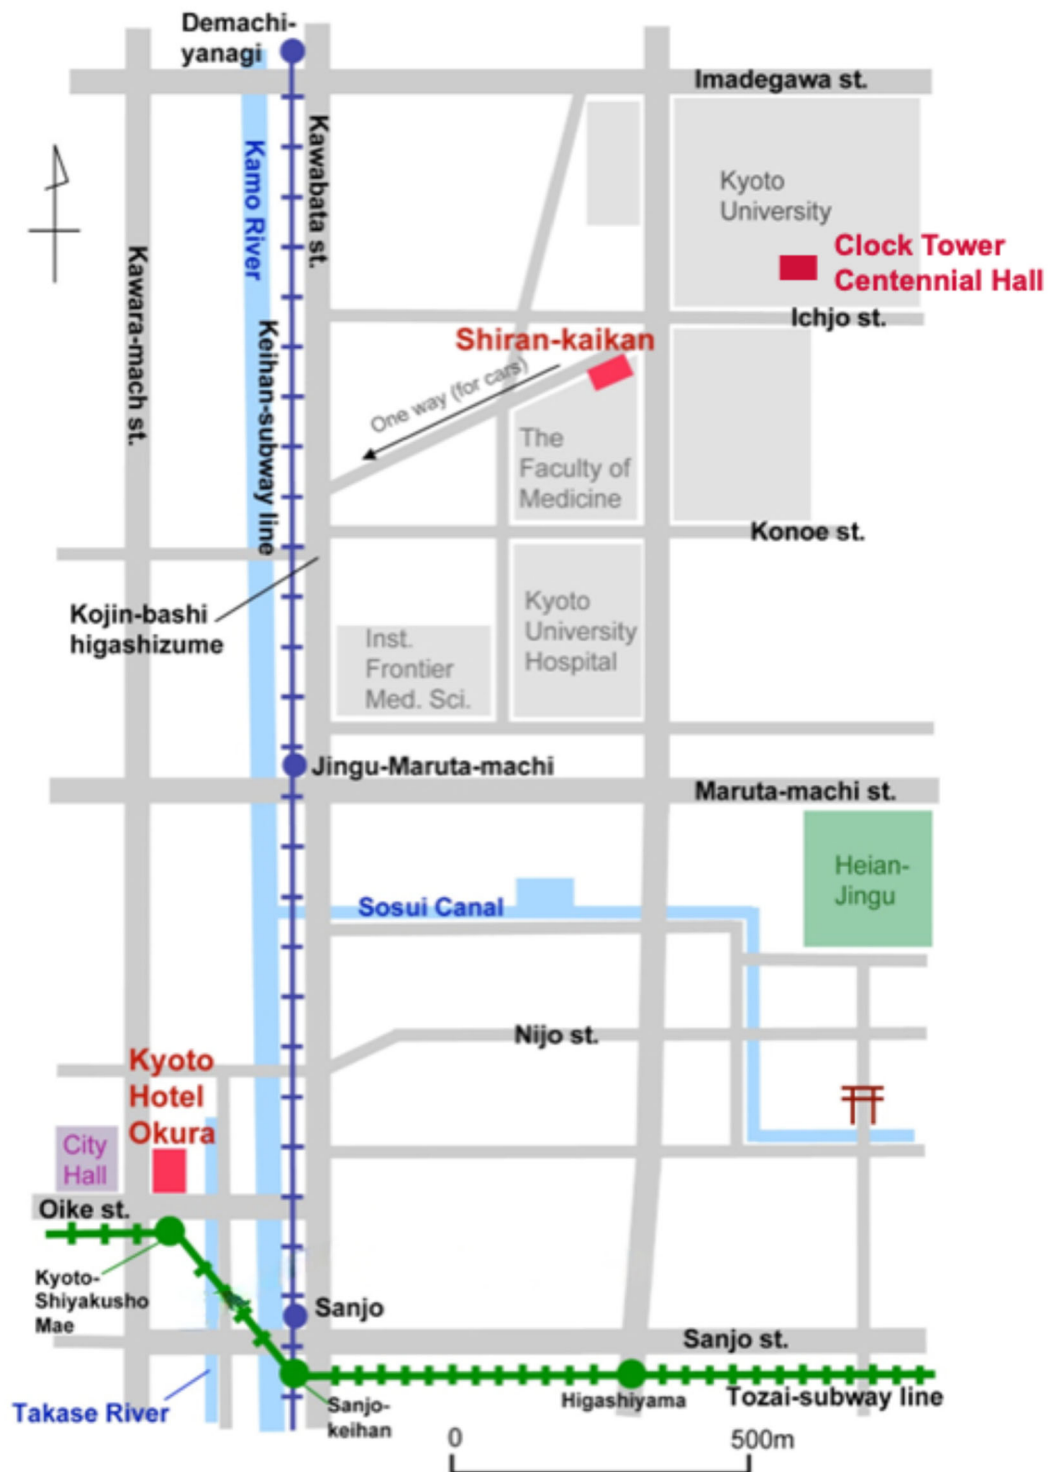 Demachi-
yanagi
Imadegawa st.
Kawabata st.
Kamo River
Kyoto
University
Clock Tower
Centennial Hall
Kawara-mach st.
Ichjo st.
Keihan-subway line
Shiran-kaikan
One way (for cars)
The
Faculty of
Medicine
Konoe st.
Kojin-bashi
higashizume
Kyoto
University
Hospital
Inst.
Frontier
Med. Sci.
Jingu-Maruta-machi
Maruta-machi st.
Heian-
Jingu
Sosui Canal
Nijo st.
Kyoto
Hotel
Okura
City
Hall
Oike st.
Kyoto-
Shiyakusho
Mae
Sanjo
Sanjo st.
Takase River
Sanjo-
keihan
Higashiyama
Tozai-subway line
0
500m